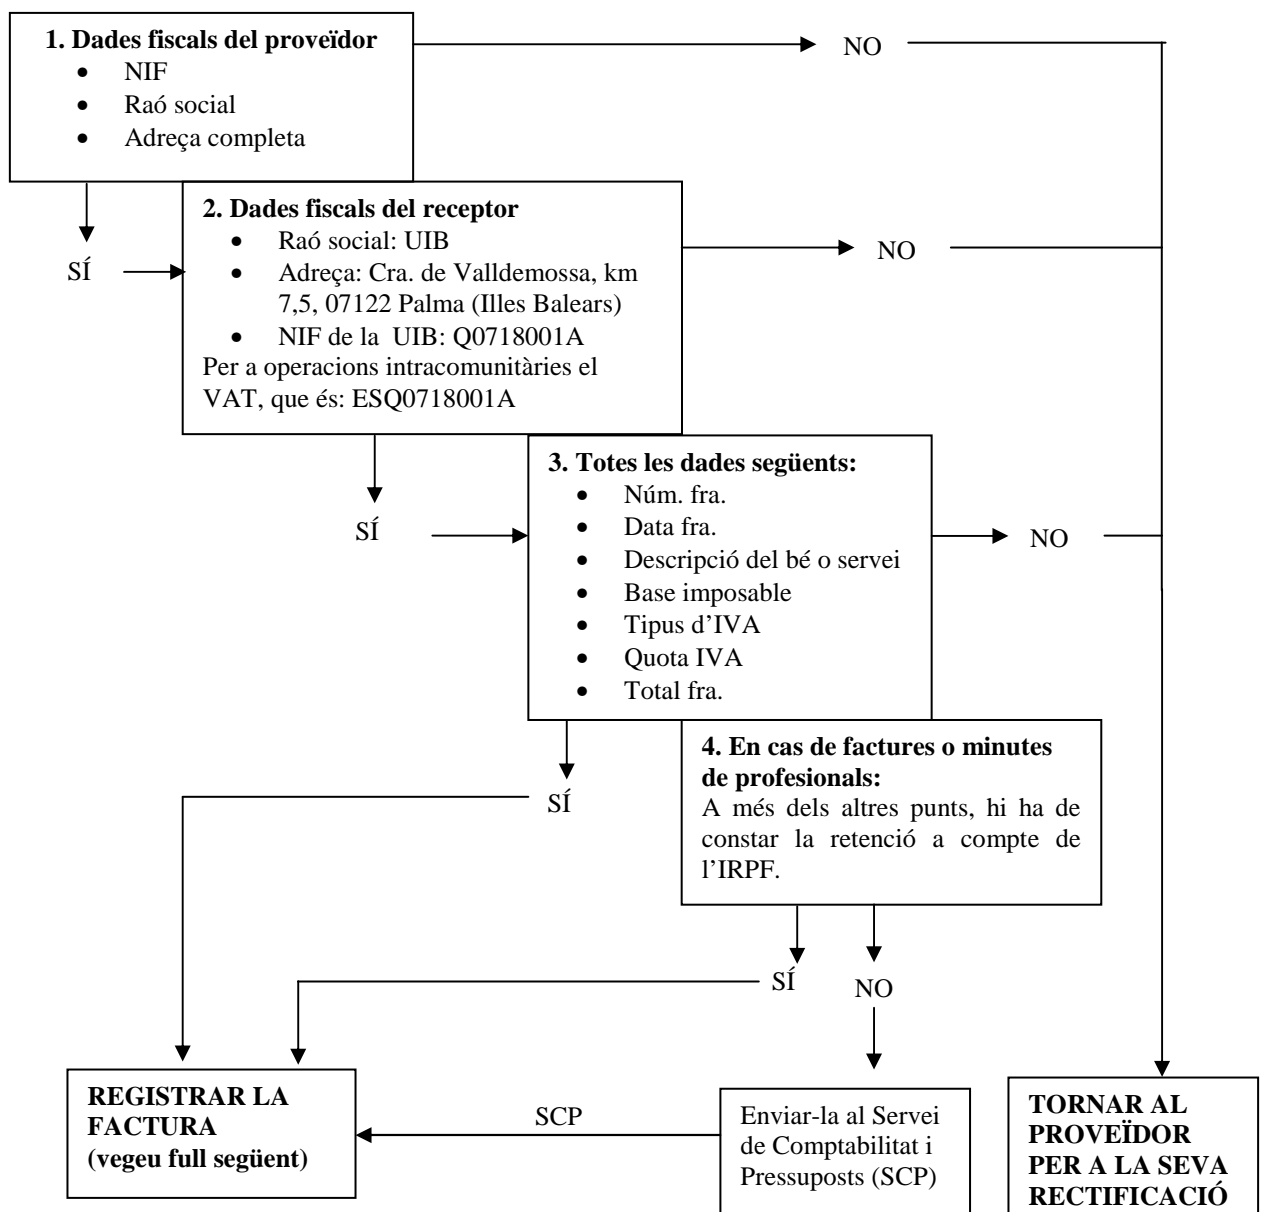 1. Dades fiscals del proveïdor
• NIF
• Raó social
• Adreça completa
NO
SÍ
2. Dades fiscals del receptor
• Raó social: UIB
• Adreça: Cra. de Valldemossa, km
7,5, 07122 Palma (Illes Balears)
• NIF de la UIB: Q0718001A
Per a operacions intracomunitàries el
VAT, que és: ESQ0718001A
NO
SÍ
3. Totes les dades següents:
• Núm. fra.
• Data fra.
• Descripció del bé o servei
• Base imposable
• Tipus d’IVA
• Quota IVA
• Total fra.
NO
SÍ
4. En cas de factures o minutes
de profesionals:
A més dels altres punts, hi ha de
constar la retenció a compte de
l’IRPF.
SÍ
NO
REGISTRAR LA
FACTURA
(vegeu full següent)
SCP
Enviar-la al Servei
de Comptabilitat i
Pressuposts (SCP)
TORNAR AL
PROVEÏDOR
PER A LA SEVA
RECTIFICACIÓ